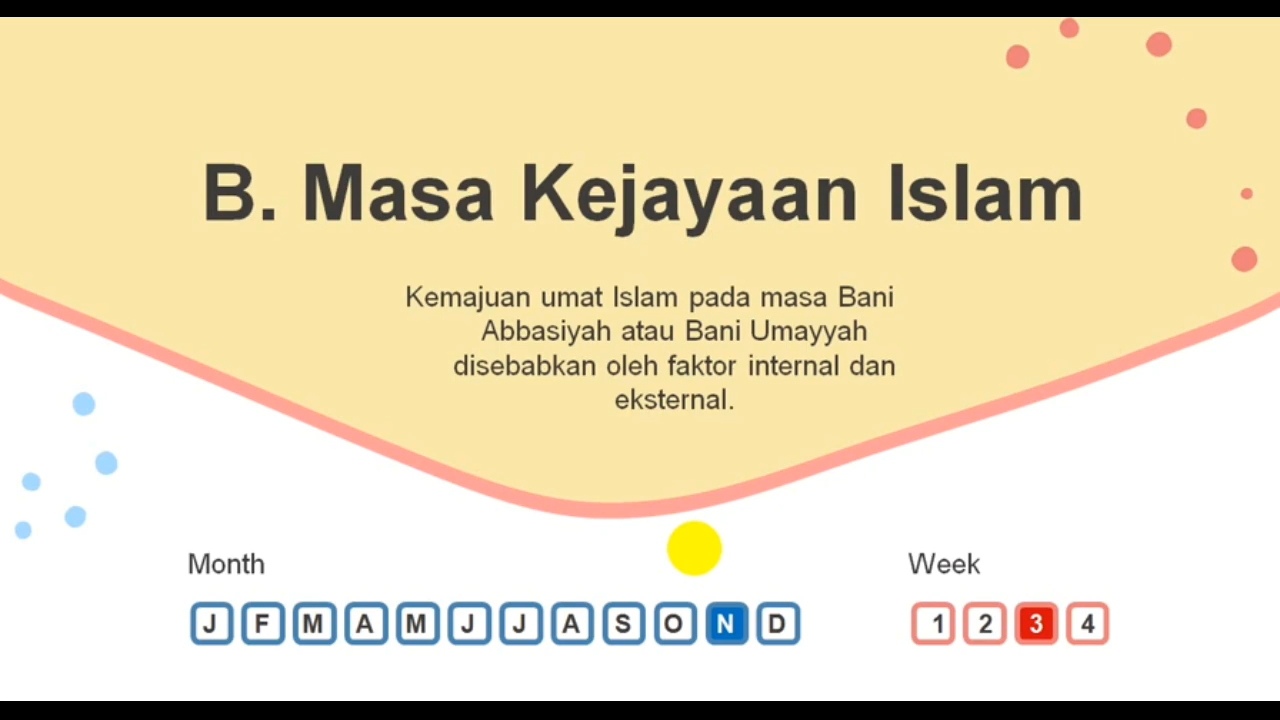 B. Masa Kejayaan Islam
Kemajuan umat Islam pada masa Bani
Abbasiyah atau Bani Umayyah
disebabkan oleh faktor internal dan
eksternal.
Month
J F M A M J J A S O N D
Week
1 2 3 4